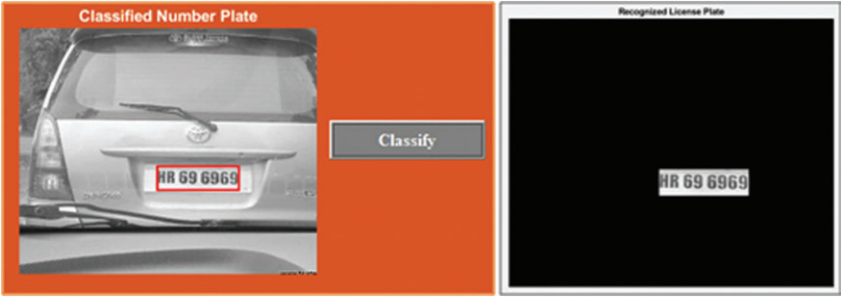 Classified Number Plate
HR 69 6969
Classify
Recognized License Plate
HR 69 6969